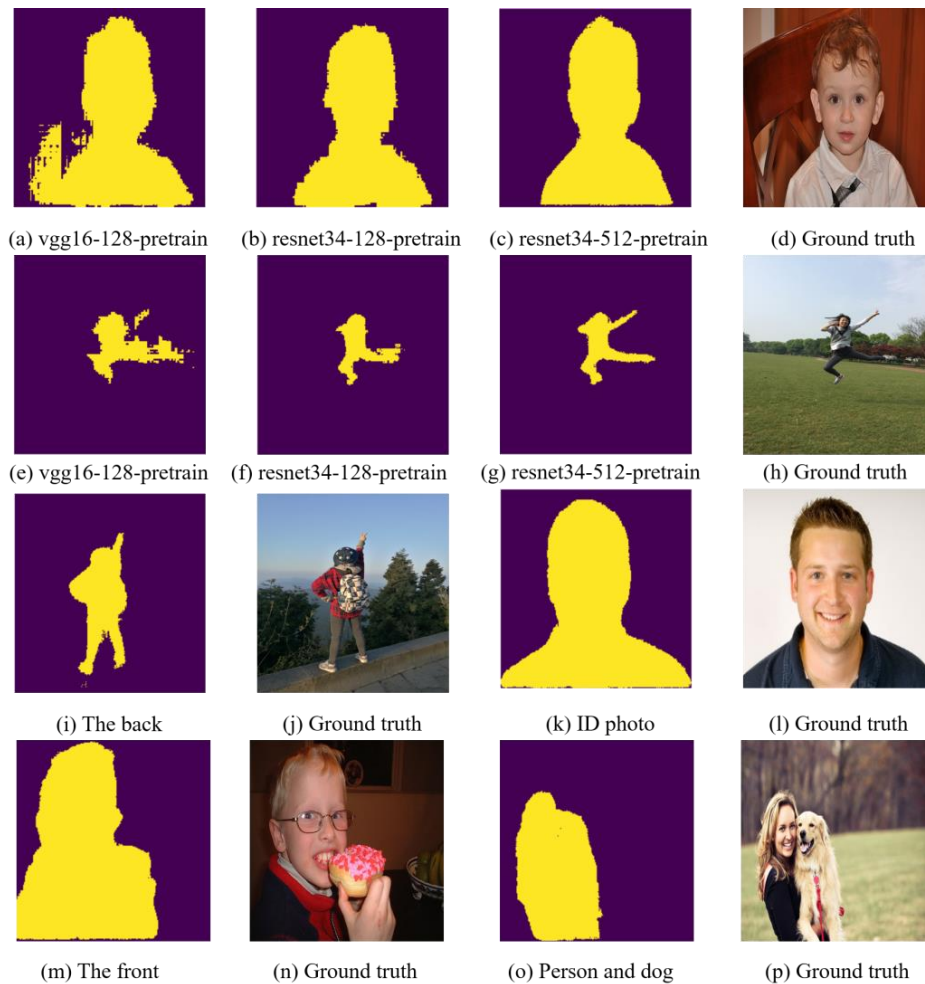 (a) vgg16-128-pretrain (b) resnet34-128-pretrain (c) resnet34-512-pretrain (d) Ground truth
(e) vgg16-128-pretrain (f) resnet34-128-pretrain (g) resnet34-512-pretrain (h) Ground truth
(i) The back (j) Ground truth (k) ID photo (l) Ground truth
(m) The front (n) Ground truth (o) Person and dog (p) Ground truth